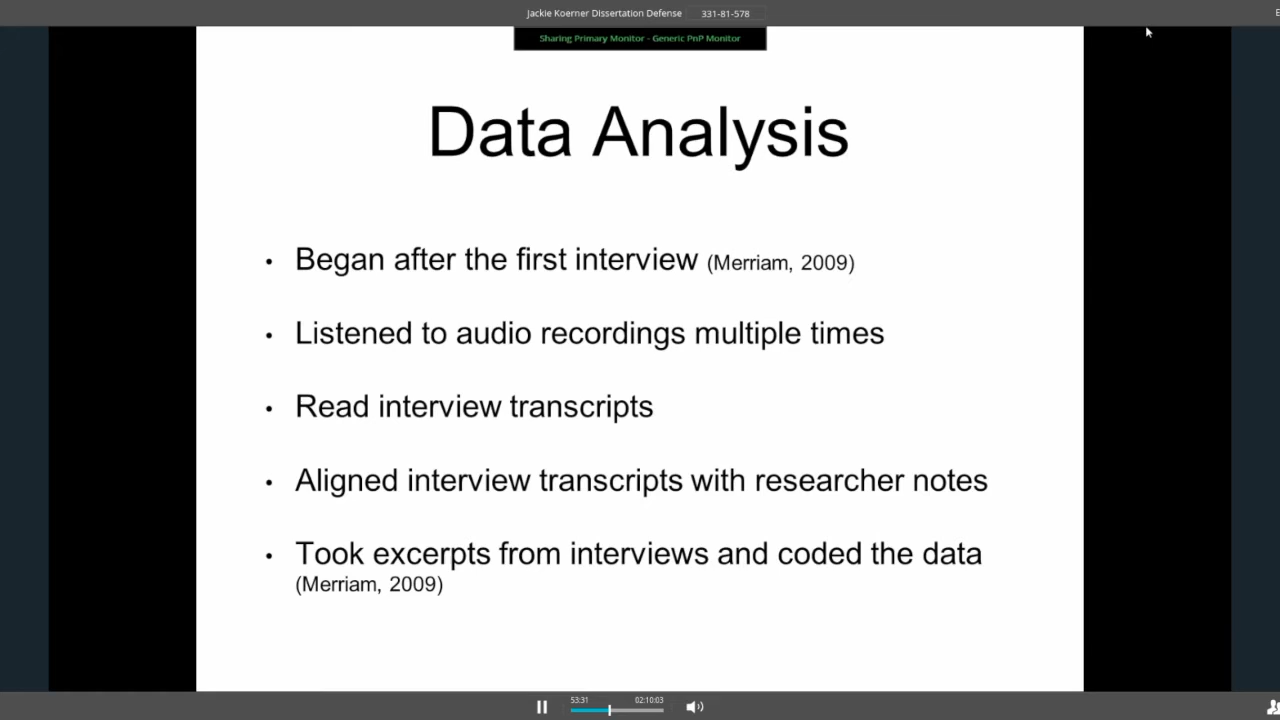 Jackie Koerner Dissertation Defense 331-81-578
Sharing Primary Monitor - Generic PnP Monitor
Data Analysis
• Began after the first interview (Merriam, 2009)
• Listened to audio recordings multiple times
• Read interview transcripts
• Aligned interview transcripts with researcher notes
• Took excerpts from interviews and coded the data
(Merriam, 2009)
53:31 02:10:03